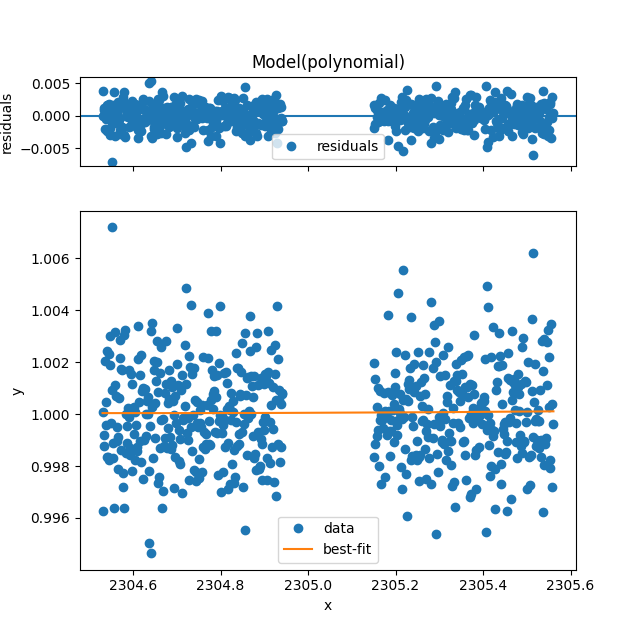 Model(polynomial)
0.005
0.000
−0.005
residuals
residuals
1.006
1.004
1.002
1.000
0.998
0.996
y
data
best-fit
2304.6 2304.8 2305.0 2305.2 2305.4 2305.6
x